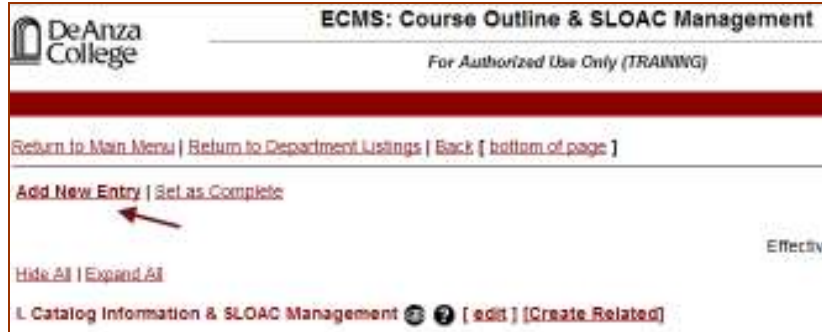 DeAnza
College
ECMS: Course Outline & SLOAC Management
For Authorized Use Only (TRAINING)
Return to Main Menu | Return to Department Listings | Back [ bottom of page ]
Add New Entry | Set as Complete
Effectiv
Hide All | Expand All
I. Catalog Information & SLOAC Management ? [ edit ] [Create Related]